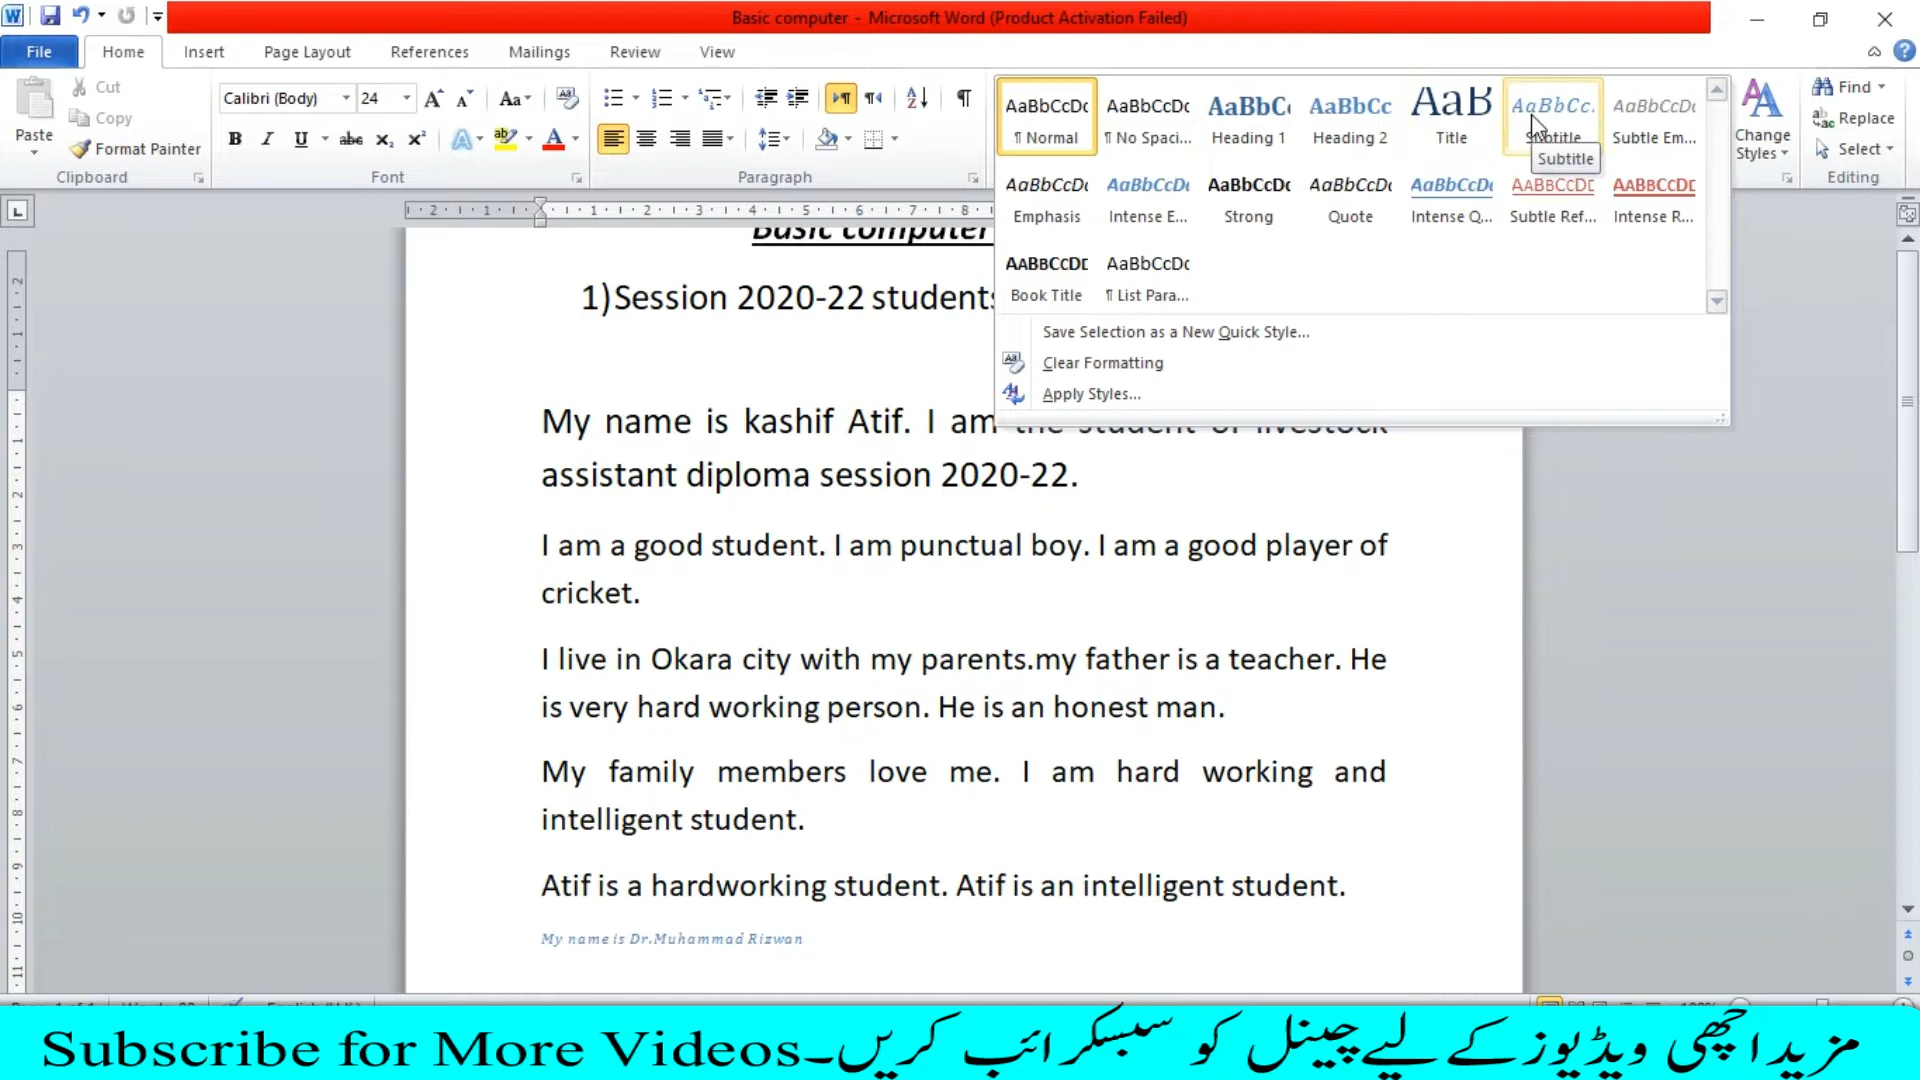 Basic computer - Microsoft Word (Product Activation Failed)
File Home Insert Page Layout References Mailings Review View
Paste
Cut
Copy
Format Painter
Clipboard
Calibri (Body) 24
Font
Paragraph
AaBbCcDc AaBbCcDc AaBbC AaBbCc AaB AaBbCc. AaBbCcDc
¶ Normal ¶ No Spaci... Heading 1 Heading 2 Title Subtitle Subtle Em...
Subtitle
AaBbCcDc AaBbCcDc AaBbCcDc AaBbCcDc AaBbCcDc AaBbCcDc AaBbCcDc
Emphasis Intense E... Strong Quote Intense Q... Subtle Ref... Intense R...
AaBbCcDc AaBbCcDc
Book Title ¶ List Para...
Save Selection as a New Quick Style...
Clear Formatting
Apply Styles...
Change Styles
Find
Replace
Select
Editing
Basic computer
1) Session 2020-22 students
My name is kashif Atif. I am the student of livestock
assistant diploma session 2020-22.
I am a good student. I am punctual boy. I am a good player of
cricket.
I live in Okara city with my parents.my father is a teacher. He
is very hard working person. He is an honest man.
My family members love me. I am hard working and
intelligent student.
Atif is a hardworking student. Atif is an intelligent student.
My name is Dr.Muhammad Rizwan
Subscribe for More Videos۔مزید اچھی ویڈیوز کے لیے چینل کو سبسکرائب کریں